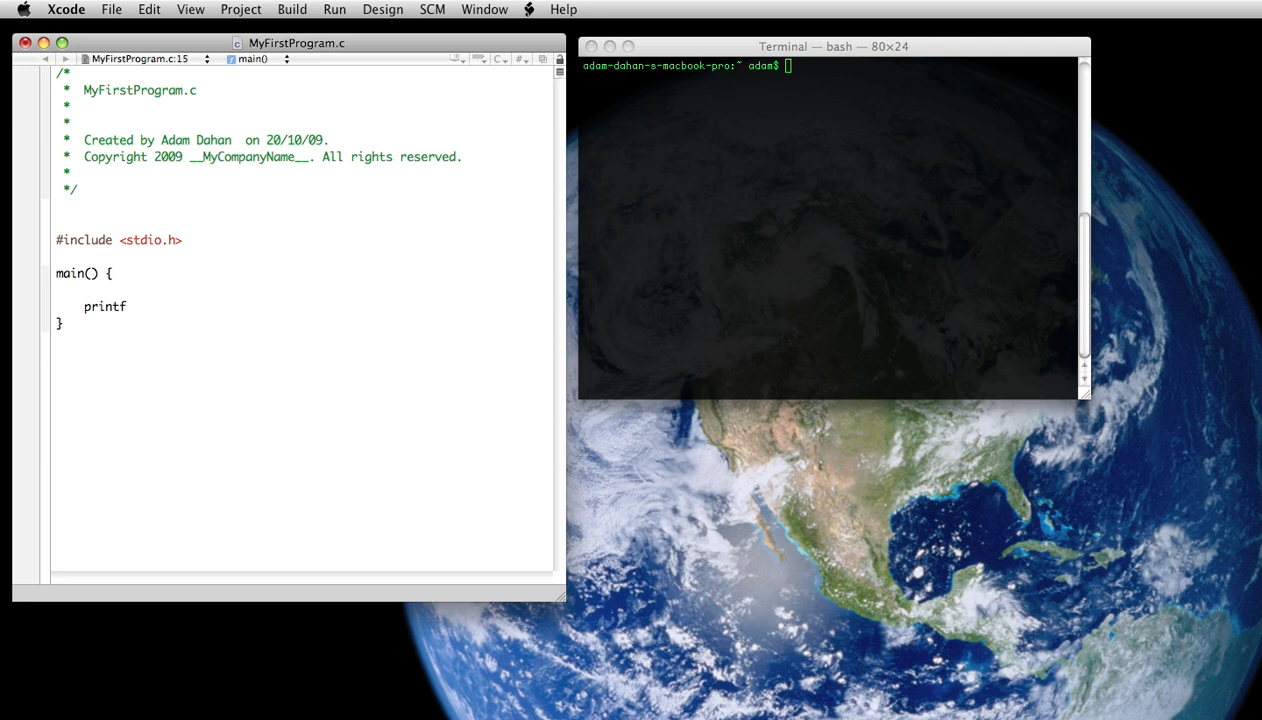 Xcode File Edit View Project Build Run Design SCM Window Help
MyFirstProgram.c
MyFirstProgram.c:15 main() C #
/*
 *  MyFirstProgram.c
 *
 *
 *  Created by Adam Dahan  on 20/10/09.
 *  Copyright 2009 __MyCompanyName__. All rights reserved.
 *
 */
#include <stdio.h>
main() {
printf
}
Terminal — bash — 80×24
adam-dahan-s-macbook-pro:~ adam$